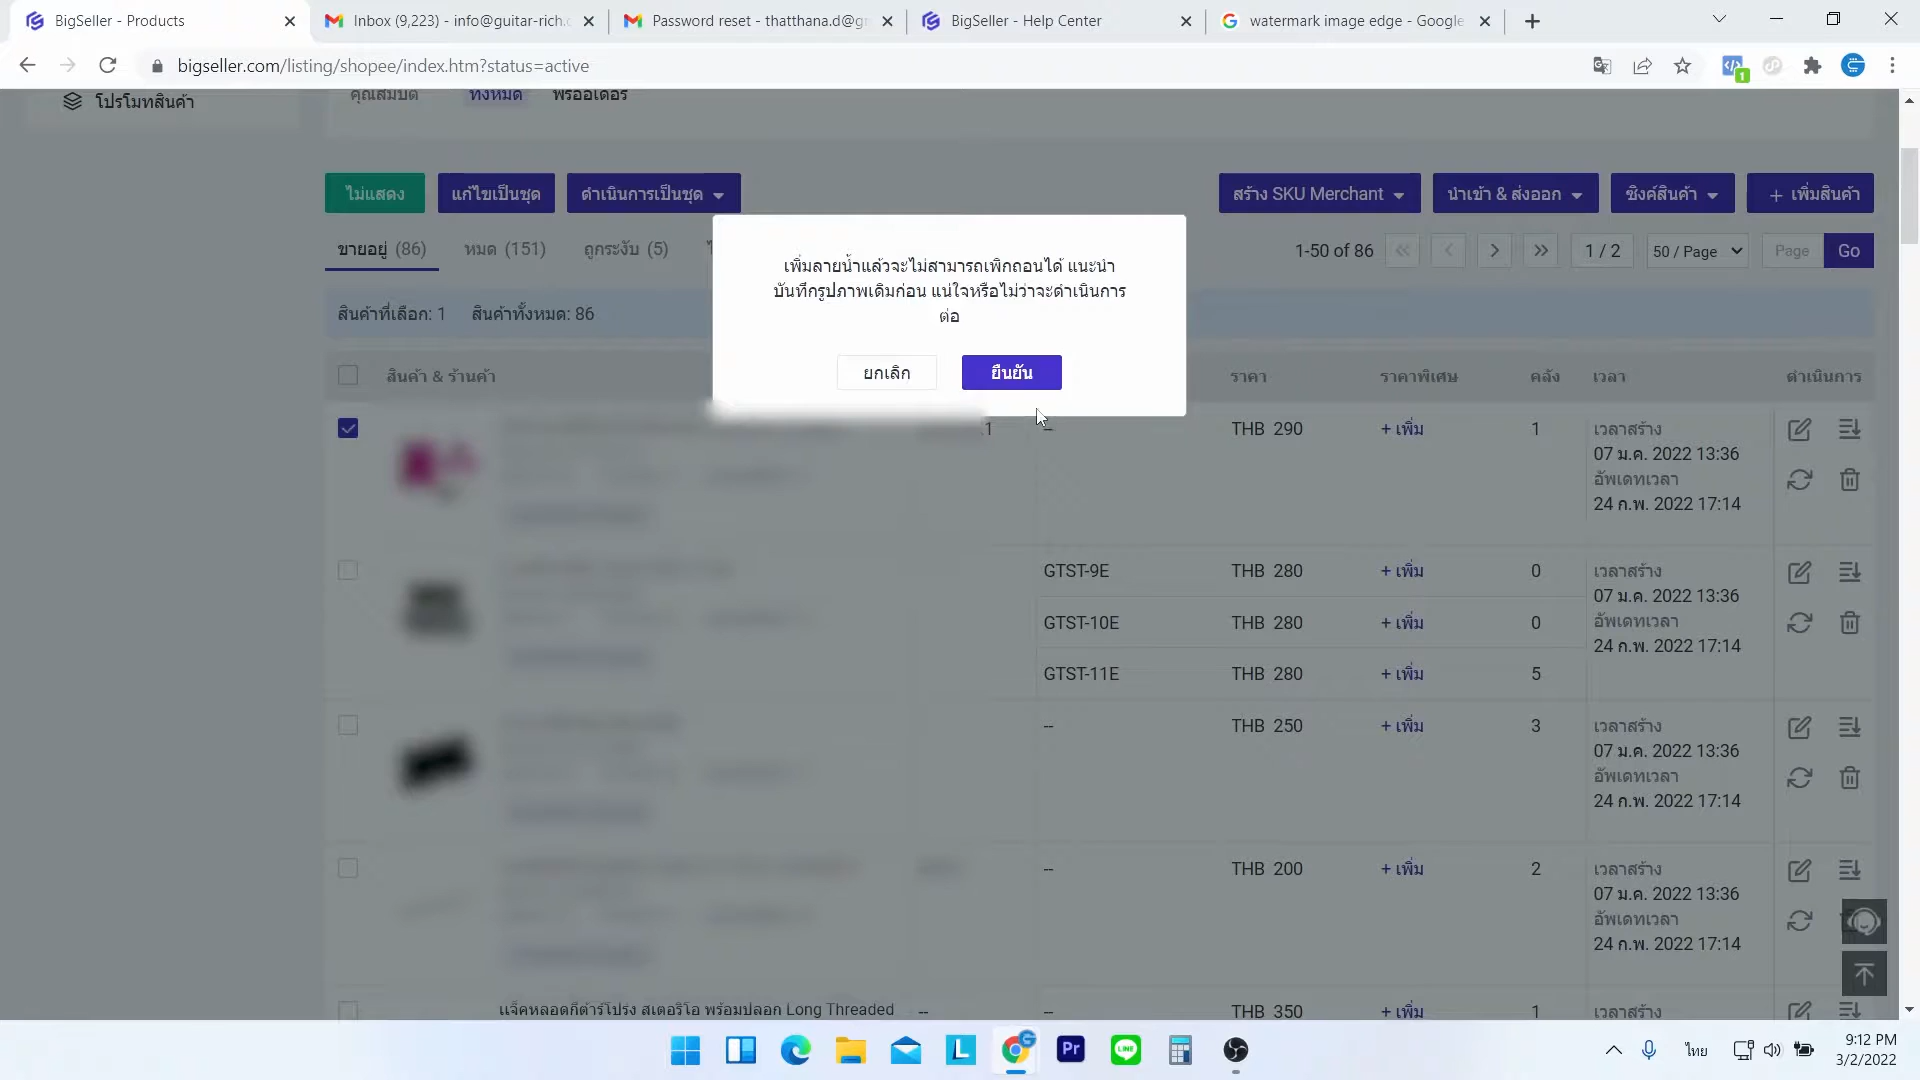 BigSeller - Products
Inbox (9,223) - info@guitar-rich.c
Password reset - thatthana.d@gm
BigSeller - Help Center
watermark image edge - Google
bigseller.com/listing/shopee/index.htm?status=active
โปรโมทสินค้า
คุณสมบัติ ทั้งหมด พรีออเดอร์
ไม่แสดง แก้ไขเป็นชุด ดำเนินการเป็นชุด
สร้าง SKU Merchant นำเข้า & ส่งออก ซิงค์สินค้า + เพิ่มสินค้า
ขายอยู่ (86) หมด (151) ถูกระงับ (5)
1-50 of 86 1 / 2 50 / Page Page Go
เพิ่มลายน้ำแล้วจะไม่สามารถเพิกถอนได้ แนะนำ
บันทึกรูปภาพเดิมก่อน แน่ใจหรือไม่ว่าจะดำเนินการ
ต่อ
ยกเลิก ยืนยัน
สินค้าที่เลือก: 1 สินค้าทั้งหมด: 86
สินค้า & ร้านค้า ราคา ราคาพิเศษ คลัง เวลา ดำเนินการ
1 -- THB 290 + เพิ่ม 1 เวลาสร้าง
07 ม.ค. 2022 13:36
อัพเดทเวลา
24 ก.พ. 2022 17:14
GTST-9E THB 280 + เพิ่ม 0 เวลาสร้าง
07 ม.ค. 2022 13:36
GTST-10E THB 280 + เพิ่ม 0 อัพเดทเวลา
24 ก.พ. 2022 17:14
GTST-11E THB 280 + เพิ่ม 5
-- THB 250 + เพิ่ม 3 เวลาสร้าง
07 ม.ค. 2022 13:36
อัพเดทเวลา
24 ก.พ. 2022 17:14
-- THB 200 + เพิ่ม 2 เวลาสร้าง
07 ม.ค. 2022 13:36
อัพเดทเวลา
24 ก.พ. 2022 17:14
แจ็คหลอดกีต้าร์โปร่ง สเตอริโอ พร้อมปลอก Long Threaded -- -- THB 350 + เพิ่ม 1 เวลาสร้าง
L Pr LINE ไทย 9:12 PM
3/2/2022